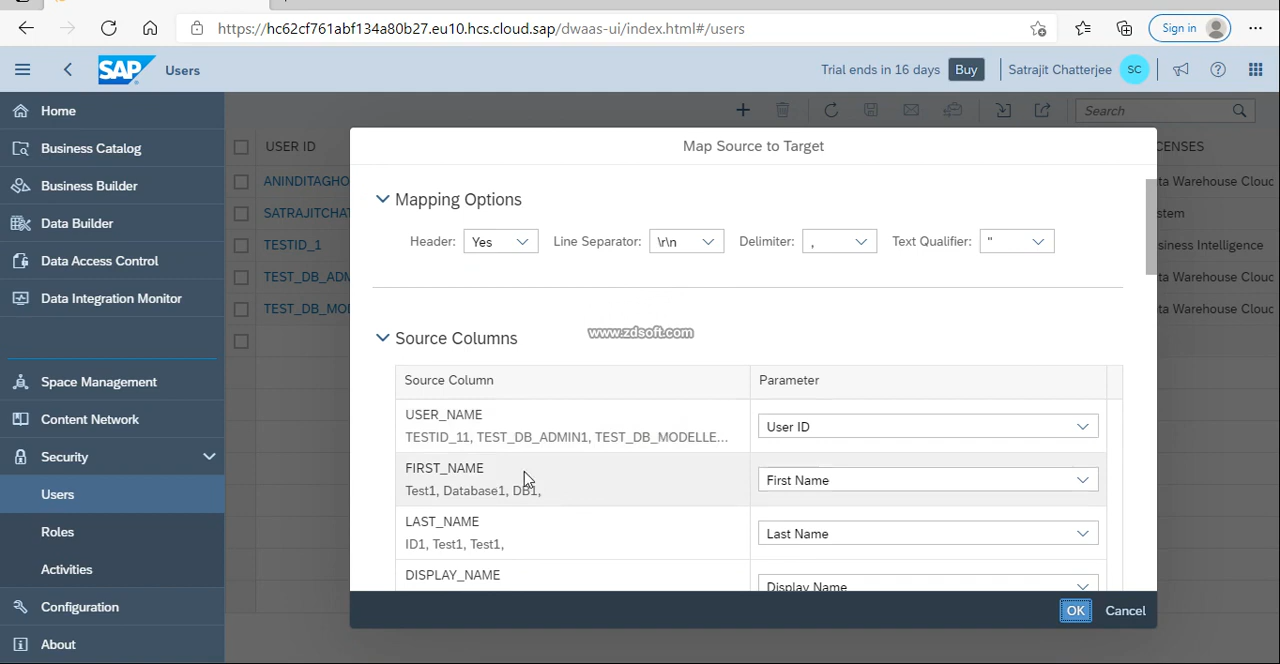 https://hc62cf761abf134a80b27.eu10.hcs.cloud.sap/dwaas-ui/index.html#/users
Sign in
SAP
Users
Trial ends in 16 days
Buy
Satrajit Chatterjee
SC
Home
Business Catalog
Business Builder
Data Builder
Data Access Control
Data Integration Monitor
Space Management
Content Network
Security
Users
Roles
Activities
Configuration
About
Search
USER ID
CENSES
ANINDITAGHO
ta Warehouse Cloud
SATRAJITCHAT
stem
TESTID_1
siness Intelligence
TEST_DB_ADM
ta Warehouse Cloud
TEST_DB_MOD
ta Warehouse Cloud
Map Source to Target
Mapping Options
Header: Yes Line Separator: \r\n Delimiter: , Text Qualifier: "
www.zdsoft.com
Source Columns
Source Column Parameter
USER_NAME
TESTID_11, TEST_DB_ADMIN1, TEST_DB_MODELLE...
User ID
FIRST_NAME
Test1, Database1, DB1,
First Name
LAST_NAME
ID1, Test1, Test1,
Last Name
DISPLAY_NAME
Display Name
OK Cancel